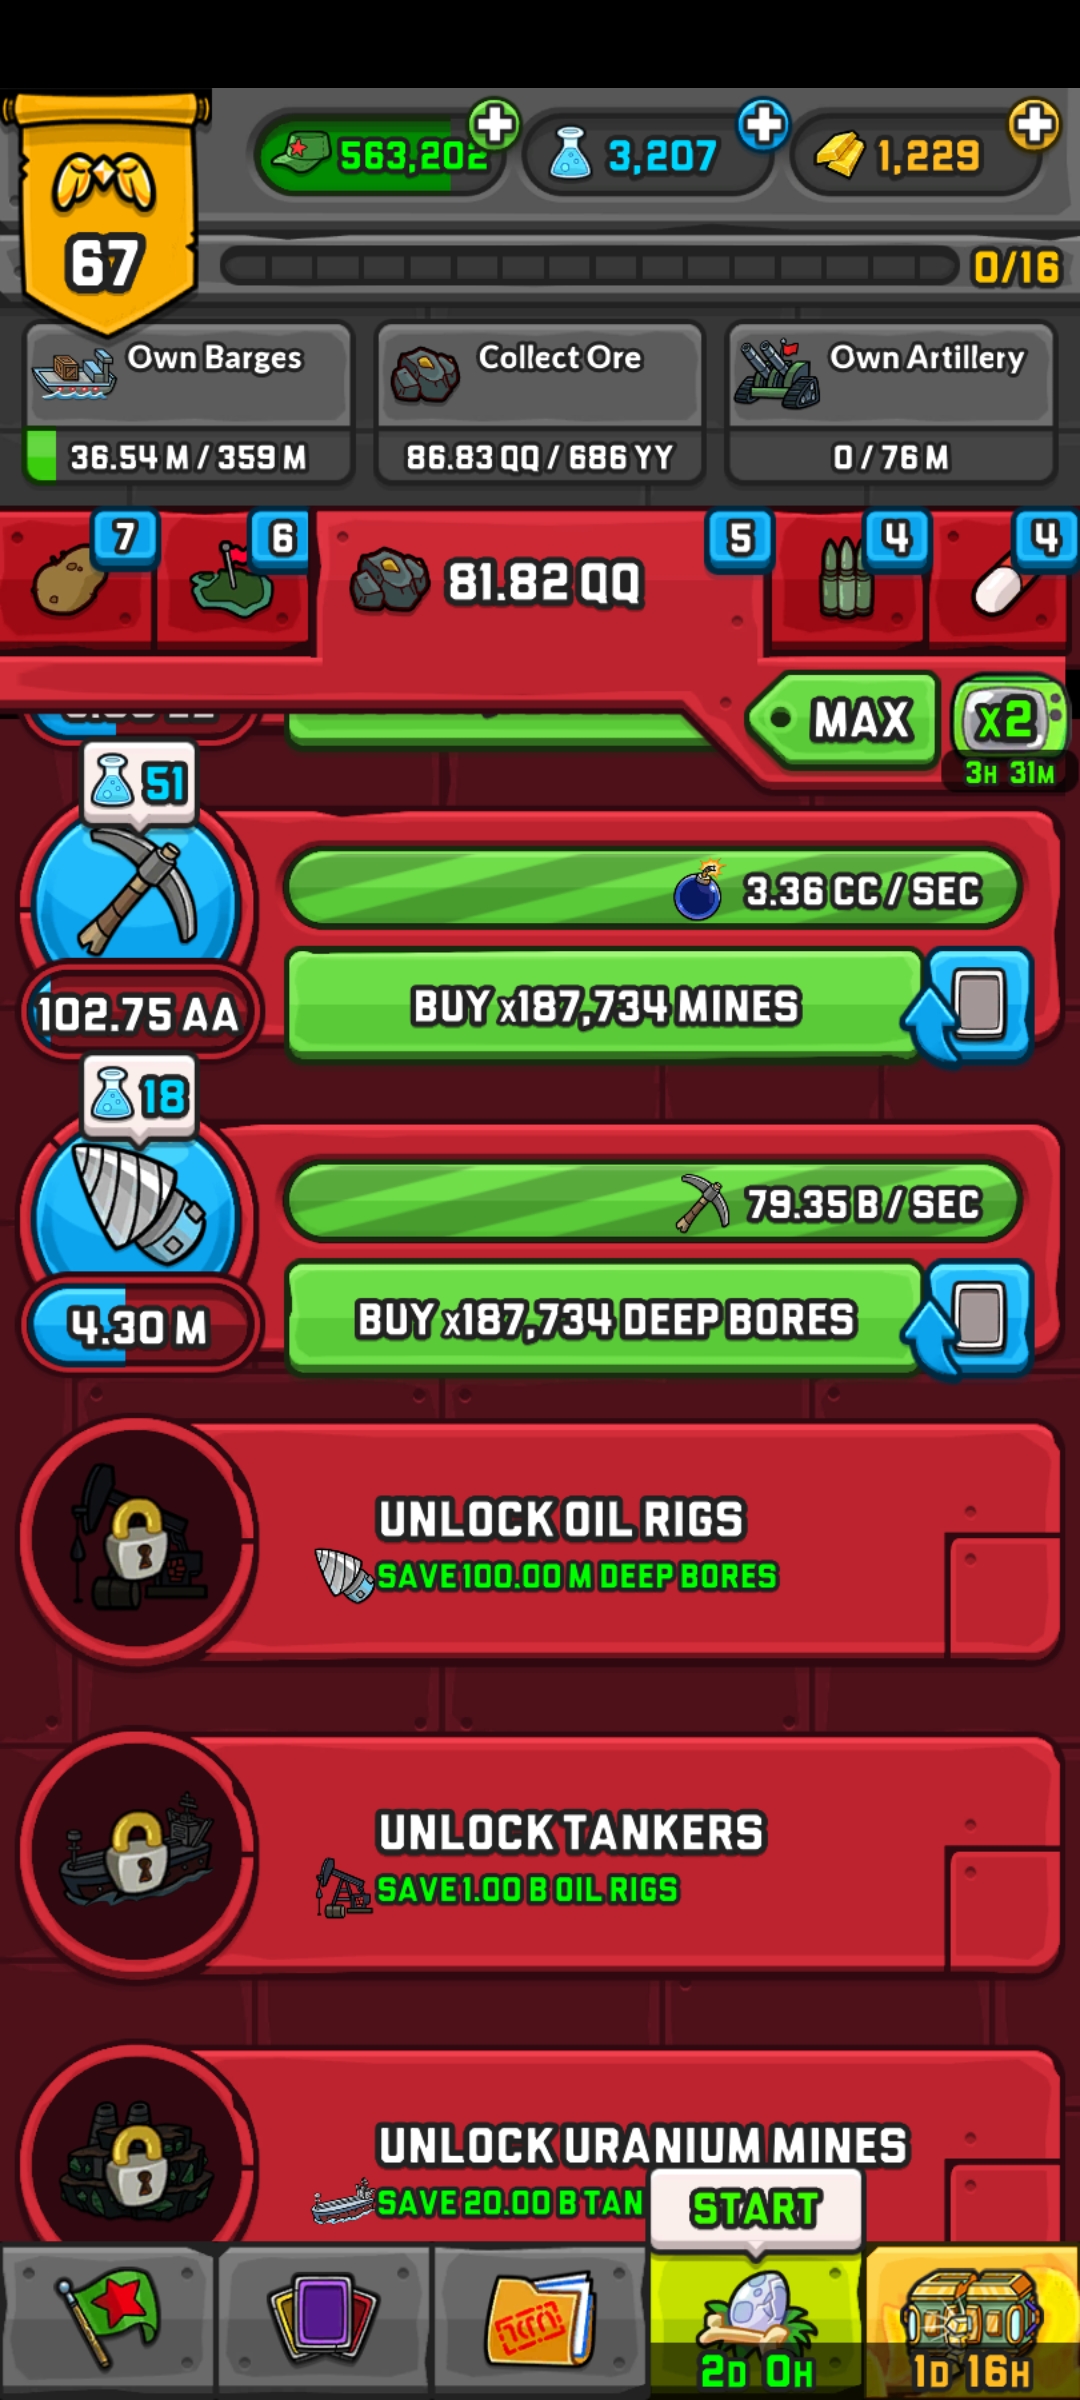 563,202
3,207
1,229
67
0/16
Own Barges
Collect Ore
Own Artillery
36.54 M / 359 M
86.83 QQ / 686 YY
0 / 76 M
7
6
81.82 QQ
5
4
4
MAX
x2
3H 31M
51
3.36 CC / SEC
102.75 AA
BUY x187,734 MINES
18
79.35 B / SEC
4.30 M
BUY x187,734 DEEP BORES
UNLOCK OIL RIGS
SAVE 100.00 M DEEP BORES
UNLOCK TANKERS
SAVE 1.00 B OIL RIGS
UNLOCK URANIUM MINES
SAVE 20.00 B TAN
START
2D 0H
1D 16H